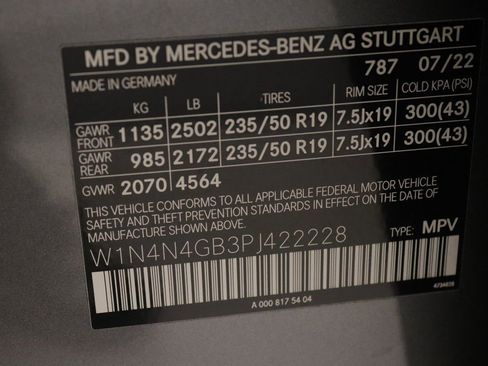 MFD BY MERCEDES-BENZ AG STUTTGART
MADE IN GERMANY 787 07/22
KG LB TIRES RIM SIZE COLD KPA (PSI)
GAWR FRONT 1135 2502 235/50 R19 7.5Jx19 300(43)
GAWR REAR 985 2172 235/50 R19 7.5Jx19 300(43)
GVWR 2070 4564
THIS VEHICLE CONFORMS TO ALL APPLICABLE FEDERAL MOTOR VEHICLE
SAFETY AND THEFT STANDARDS IN EFFECT ON THE DATE OF
MANUFACTURE SHOWN ABOVE.
W1N4N4GB3PJ422228 TYPE: MPV
A 000 817 54 04